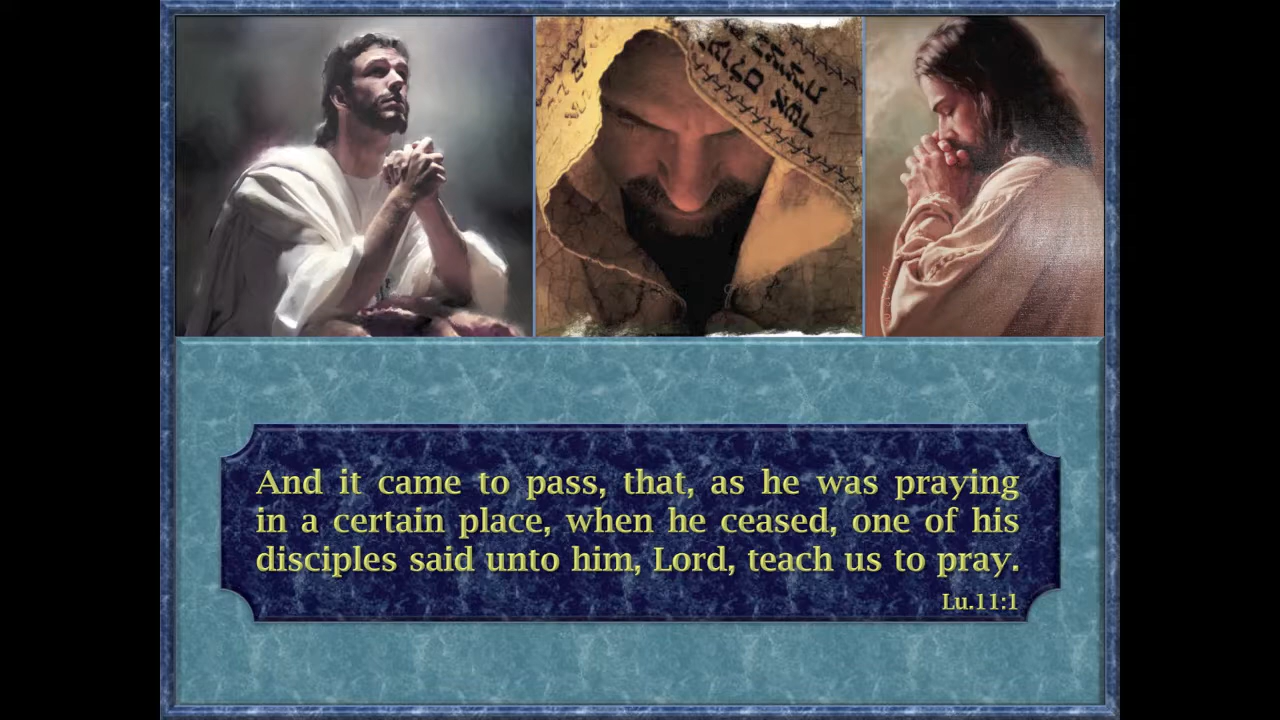 And it came to pass, that, as he was praying
in a certain place, when he ceased, one of his
disciples said unto him, Lord, teach us to pray.
Lu.11:1